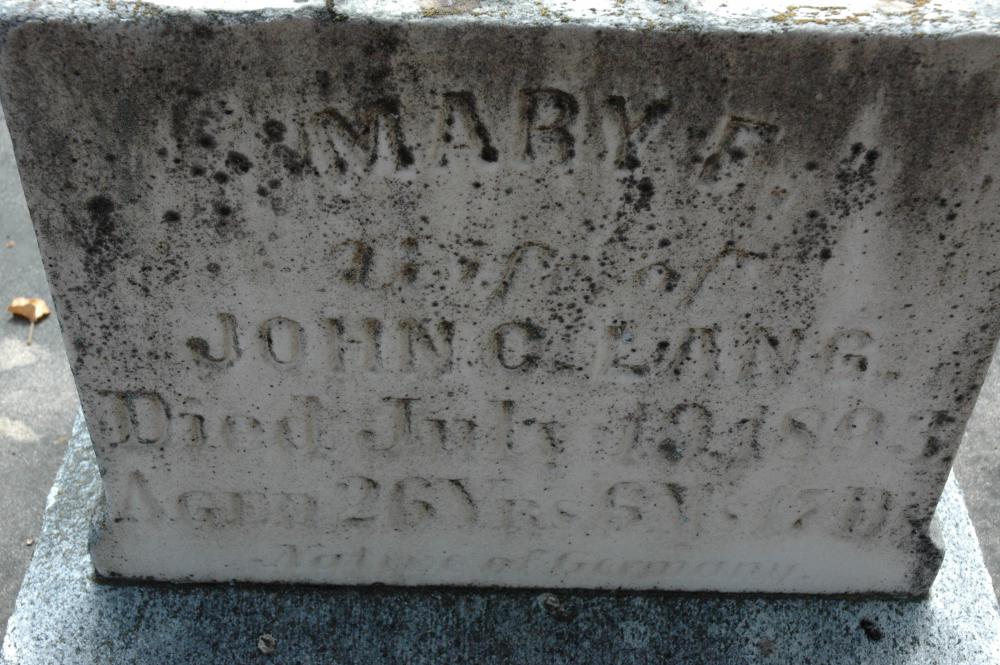 MARY F.
Wife of
JOHN C. LANG.
Died July
AGED 26 YRS
Native of Germany.